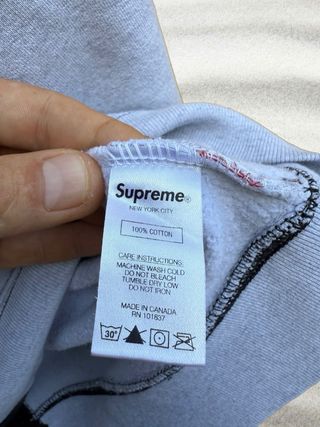 Supreme®
NEW YORK CITY
100% COTTON
CARE INSTRUCTIONS:
MACHINE WASH COLD
DO NOT BLEACH
TUMBLE DRY LOW
DO NOT IRON
MADE IN CANADA
RN 101837
30°